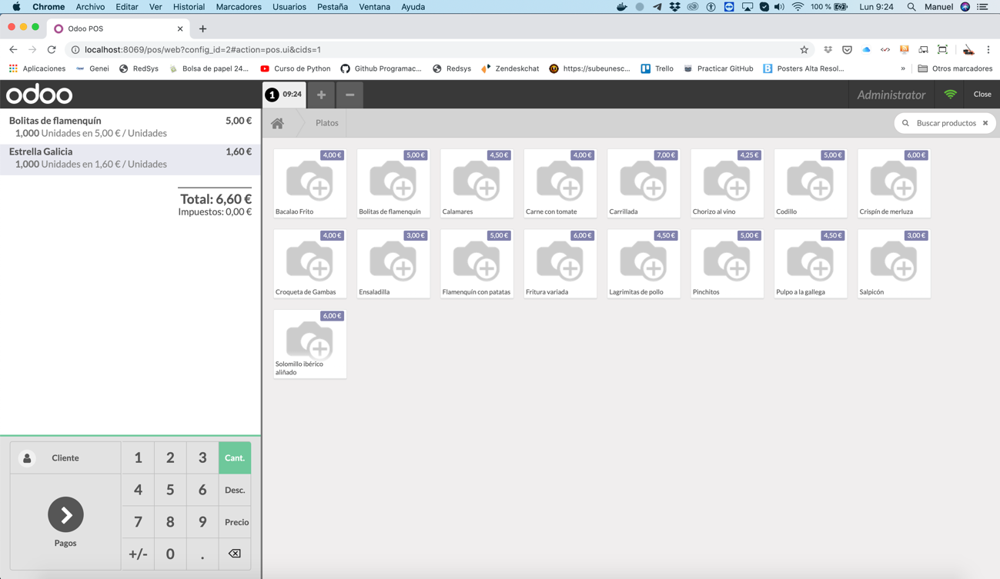 Chrome Archivo Editar Ver Historial Marcadores Usuarios Pestaña Ventana Ayuda 100 % Lun 9:24 Manuel
Odoo POS
localhost:8069/pos/web?config_id=2#action=pos.ui&cids=1
Aplicaciones Genei RedSys Bolsa de papel 24... Curso de Python Github Programac... Redsys Zendeskchat https://subeunesc... Trello Practicar GitHub Posters Alta Resol... » Otros marcadores
odoo 1 09:24 + − Administrator Close
Platos Buscar productos
Bolitas de flamenquín 5,00 €
1,000 Unidades en 5,00 € / Unidades
Estrella Galicia 1,60 €
1,000 Unidades en 1,60 € / Unidades
Total: 6,60 €
Impuestos: 0,00 €
4,00 € 5,00 € 4,50 € 4,00 € 7,00 € 4,25 € 5,00 € 6,00 €
Bacalao Frito Bolitas de flamenquín Calamares Carne con tomate Carrillada Chorizo al vino Codillo Crispín de merluza
4,00 € 3,00 € 5,00 € 6,00 € 4,50 € 5,00 € 4,50 € 3,00 €
Croqueta de Gambas Ensaladilla Flamenquín con patatas Fritura variada Lagrimitas de pollo Pinchitos Pulpo a la gallega Salpicón
6,00 €
Solomillo ibérico
aliñado
Cliente 1 2 3 Cant.
4 5 6 Desc.
7 8 9 Precio
Pagos
+/- 0 .